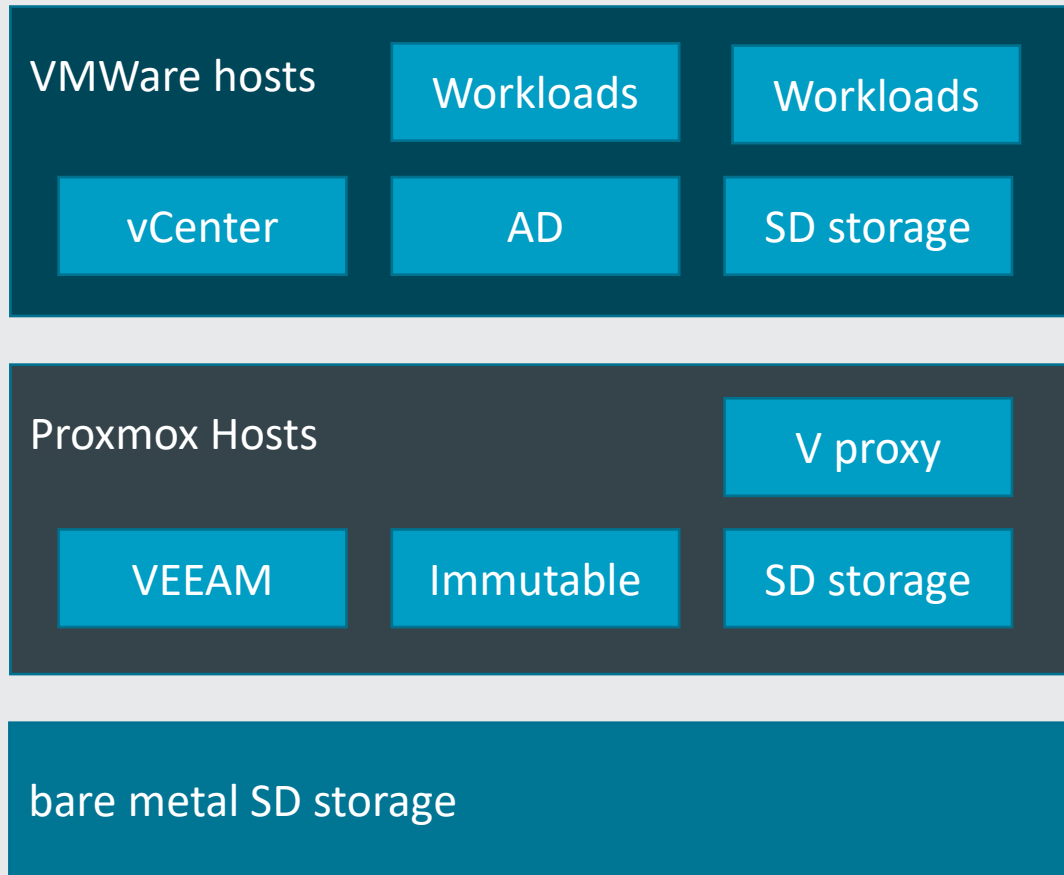 VMWare hosts
Workloads
Workloads
vCenter
AD
SD storage
Proxmox Hosts
V proxy
VEEAM
Immutable
SD storage
bare metal SD storage